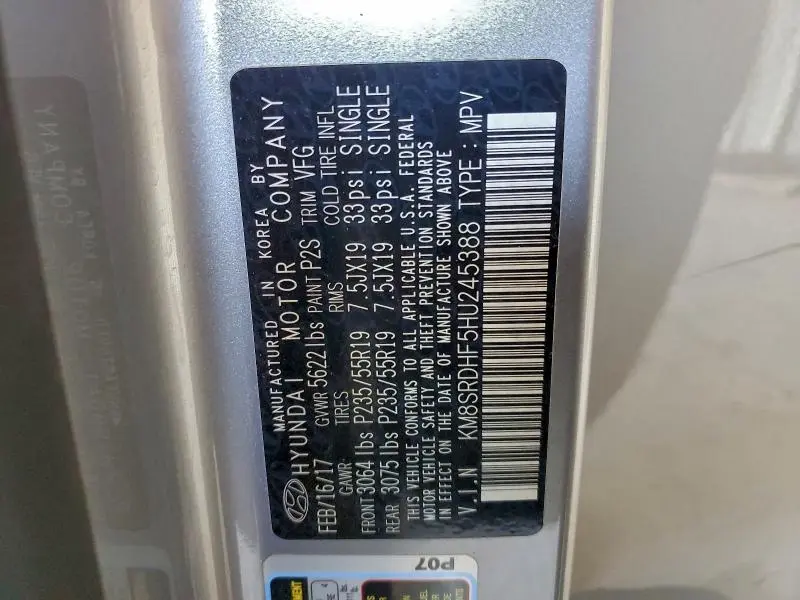 MANUFACTURED IN KOREA BY
HYUNDAI MOTOR COMPANY
FEB/16/17 GVWR 5622lbs PAINT P2S TRIM VFG
GAWR TIRES RIMS COLD TIRE INFL
FRONT 3064lbs P235/55R19 7.5JX19 33psi SINGLE
REAR 3075lbs P235/55R19 7.5JX19 33psi SINGLE
THIS VEHICLE CONFORMS TO ALL APPLICABLE U.S.A. FEDERAL
MOTOR VEHICLE SAFETY AND THEFT PREVENTION STANDARDS
IN EFFECT ON THE DATE OF MANUFACTURE SHOWN ABOVE
V.I.N KM8SRDHF5HU245388 TYPE : MPV
P07